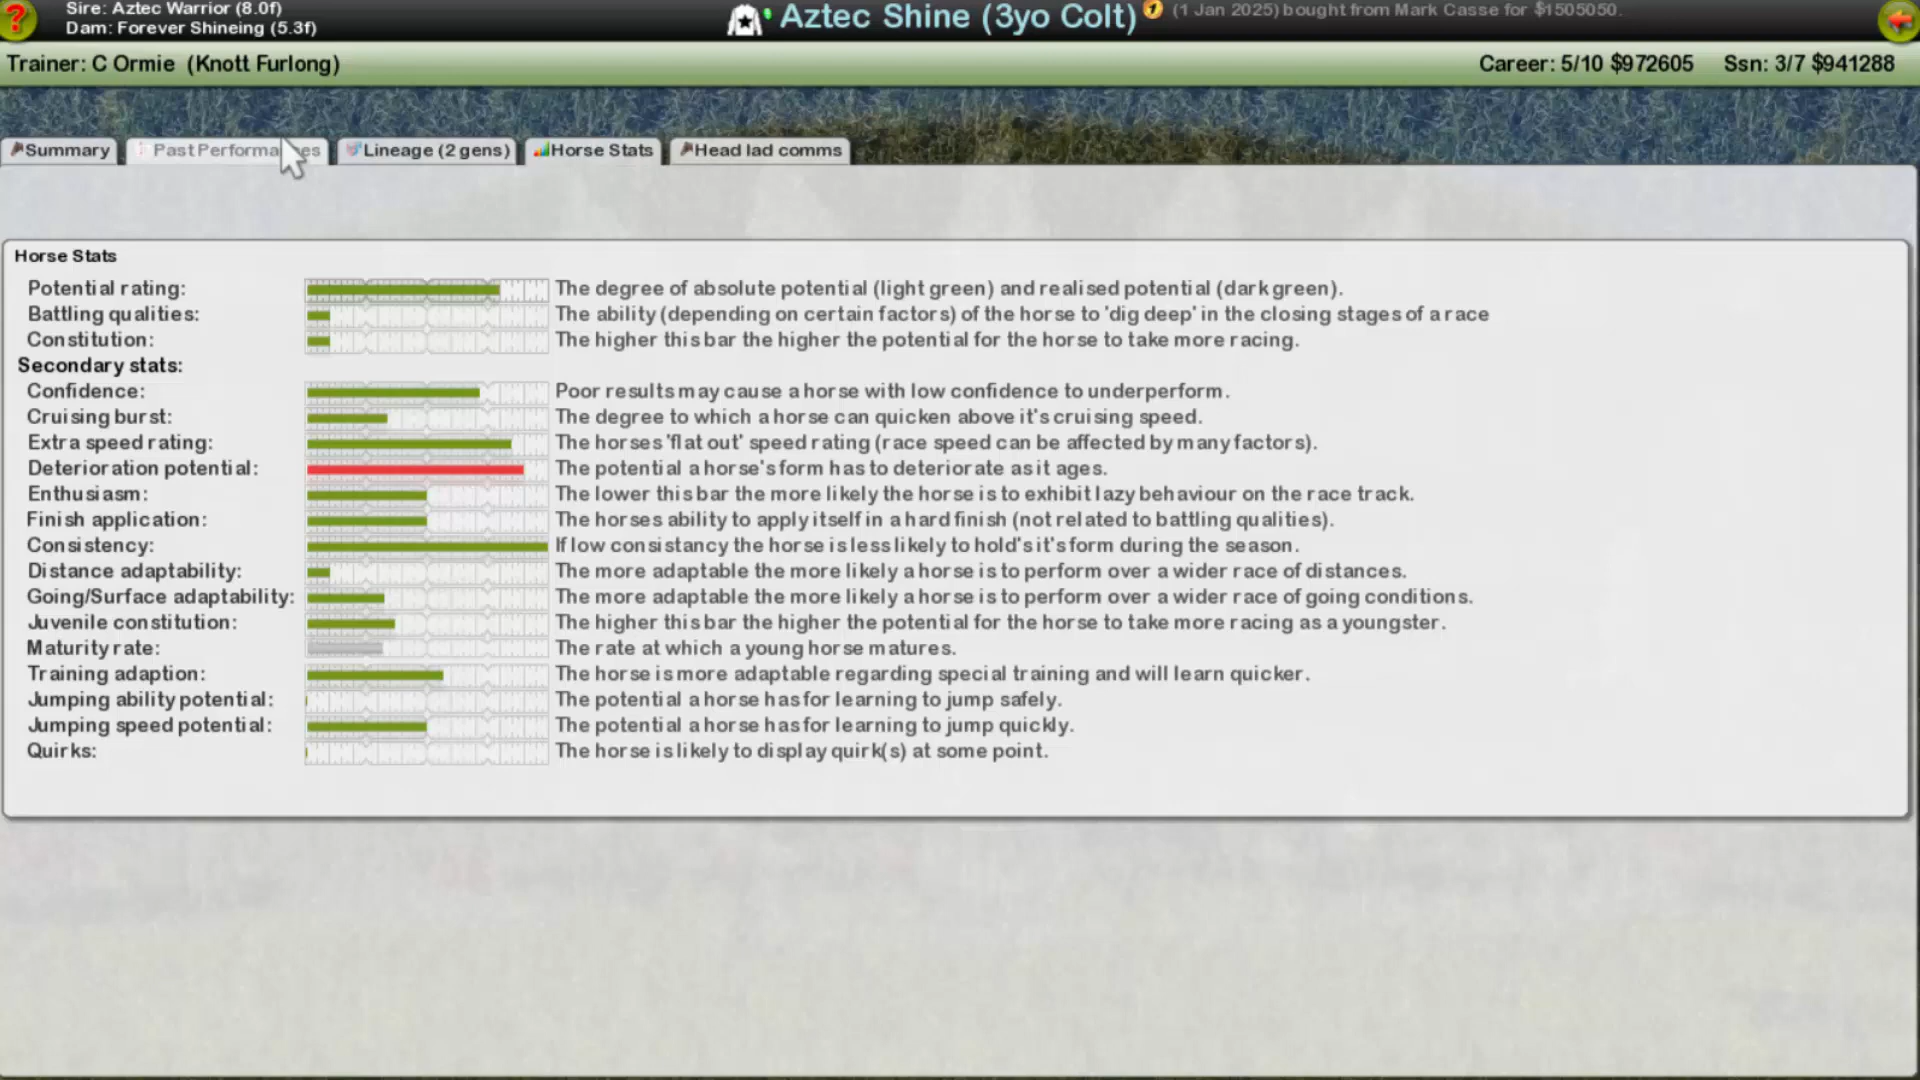 Sire: Aztec Warrior (8.0f)
Dam: Forever Shineing (5.3f)
Aztec Shine (3yo Colt)
(1 Jan 2025) bought from Mark Casse for $1505050.
Trainer: C Ormie (Knott Furlong)
Career: 5/10 $972605 Ssn: 3/7 $941288
Summary
Past Performances
Lineage (2 gens)
Horse Stats
Head lad comms
Horse Stats
Potential rating: The degree of absolute potential (light green) and realised potential (dark green).
Battling qualities: The ability (depending on certain factors) of the horse to 'dig deep' in the closing stages of a race
Constitution: The higher this bar the higher the potential for the horse to take more racing.
Secondary stats:
Confidence: Poor results may cause a horse with low confidence to underperform.
Cruising burst: The degree to which a horse can quicken above it's cruising speed.
Extra speed rating: The horses 'flat out' speed rating (race speed can be affected by many factors).
Deterioration potential: The potential a horse's form has to deteriorate as it ages.
Enthusiasm: The lower this bar the more likely the horse is to exhibit lazy behaviour on the race track.
Finish application: The horses ability to apply itself in a hard finish (not related to battling qualities).
Consistency: If low consistancy the horse is less likely to hold's it's form during the season.
Distance adaptability: The more adaptable the more likely a horse is to perform over a wider race of distances.
Going/Surface adaptability: The more adaptable the more likely a horse is to perform over a wider race of going conditions.
Juvenile constitution: The higher this bar the higher the potential for the horse to take more racing as a youngster.
Maturity rate: The rate at which a young horse matures.
Training adaption: The horse is more adaptable regarding special training and will learn quicker.
Jumping ability potential: The potential a horse has for learning to jump safely.
Jumping speed potential: The potential a horse has for learning to jump quickly.
Quirks: The horse is likely to display quirk(s) at some point.